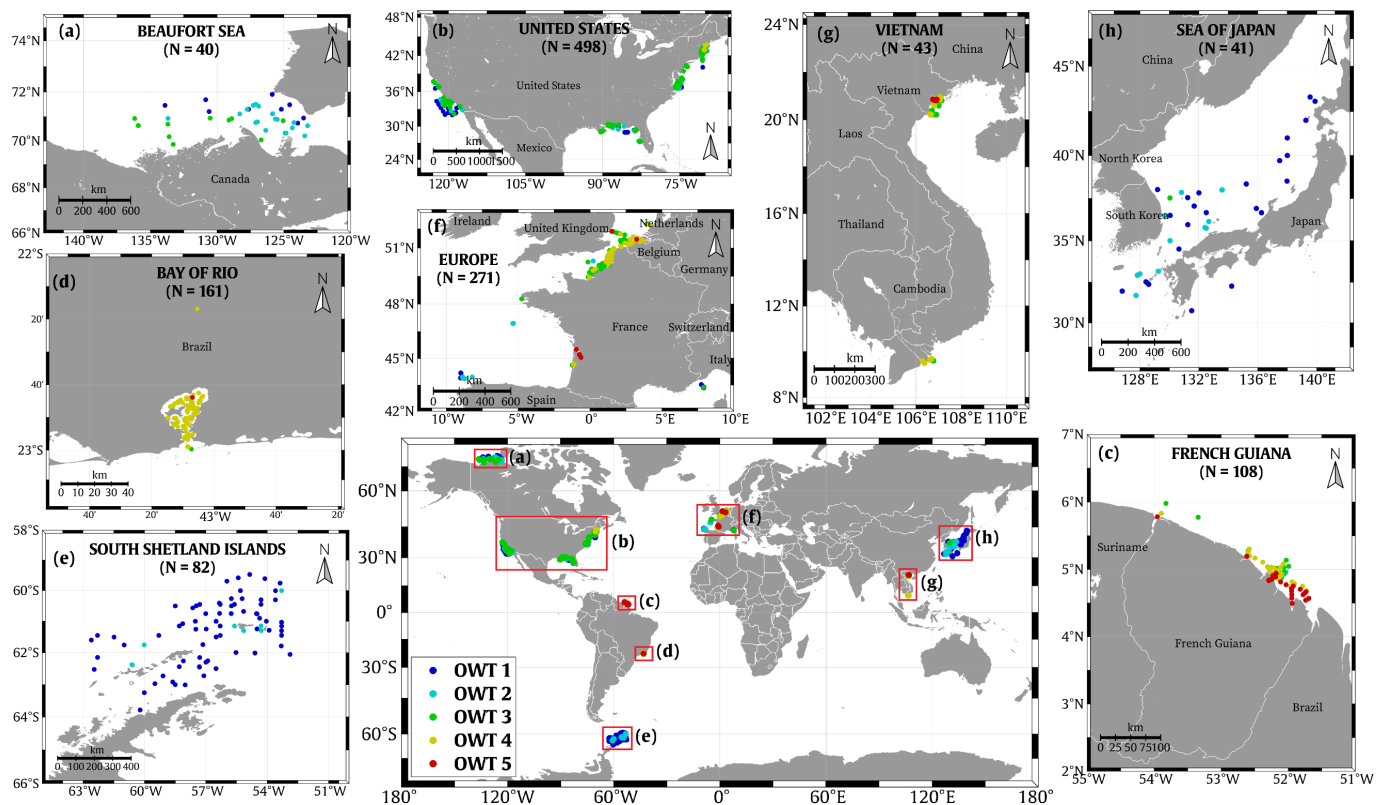 (a)
BEAUFORT SEA
(N = 40)
N
74°N
72°N
70°N
68°N
66°N
Canada
km
0 200 400 600
140°W 133°W 126°W 120°W
(b)
UNITED STATES
(N = 498)
48°N
42°N
36°N
30°N
24°N
United States
Mexico
N
km
0 500 1000 1500
120°W 105°W 90°W 75°W
(g)
VIETNAM
(N = 43)
N
24°N
20°N
16°N
12°N
8°N
China
Vietnam
Laos
Thailand
Cambodia
km
0 100 200 300
102°E 104°E 106°E 108°E 110°E
(h)
SEA OF JAPAN
(N = 41)
N
45°N
40°N
35°N
30°N
China
North Korea
South Korea
Japan
km
0 200 400 600
128°E 132°E 136°E 140°E
(d)
BAY OF RIO
(N = 161)
N
22°S
20'
40'
23°S
Brazil
km
0 10 20 30 40
40' 20' 43°W 40'
(f)
EUROPE
(N = 271)
N
51°N
48°N
45°N
42°N
Ireland
United Kingdom
Netherlands
Belgium
Germany
France
Switzerland
Italy
Spain
km
0 200 400 600
10°W 5°W 0° 5°E 10°E
(e)
SOUTH SHETLAND ISLANDS
(N = 82)
N
58°S
60°S
62°S
64°S
66°S
km
0 100 200 300 400
63°W 60°W 57°W 54°W 51°W
(a)
(b)
(c)
(d)
(e)
(f)
(g)
(h)
60°N
30°N
0°
30°S
60°S
OWT 1
OWT 2
OWT 3
OWT 4
OWT 5
180° 120°W 60°W 0° 60°E 120°E 180°
(c)
FRENCH GUIANA
(N = 108)
N
7°N
6°N
5°N
4°N
3°N
2°N
Suriname
French Guiana
Brazil
km
0 25 50 75 100
55°W 54°W 53°W 52°W 51°W